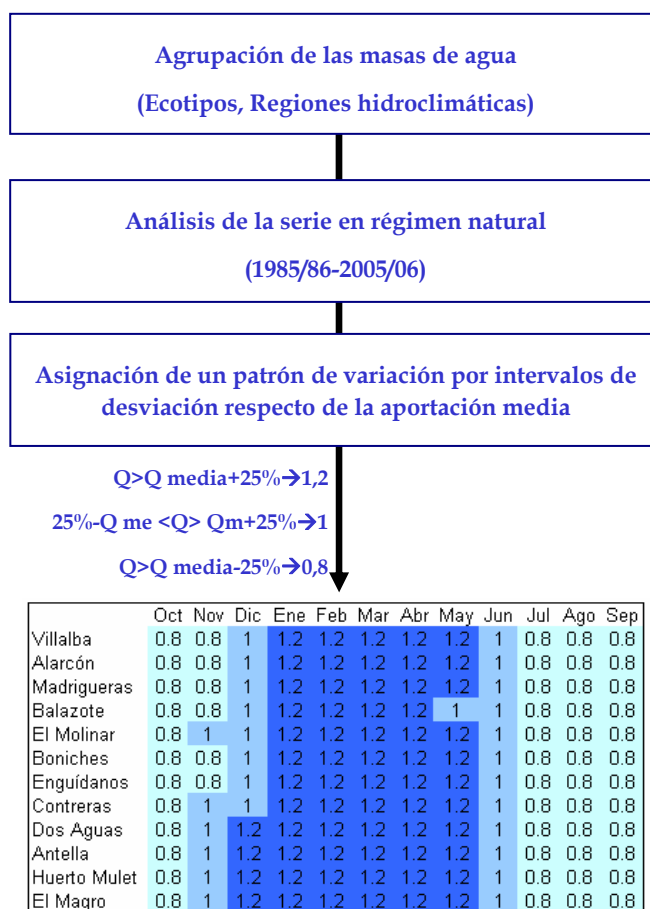 Agrupación de las masas de agua
(Ecotipos, Regiones hidroclimáticas)
Análisis de la serie en régimen natural
(1985/86-2005/06)
Asignación de un patrón de variación por intervalos de
desviación respecto de la aportación media
Q>Q media+25%→1,2
25%-Q me <Q> Qm+25%→1
Q>Q media-25%→0,8
Oct Nov Dic Ene Feb Mar Abr May Jun Jul Ago Sep
Villalba 0.8 0.8 1 1.2 1.2 1.2 1.2 1.2 1 0.8 0.8 0.8
Alarcón 0.8 0.8 1 1.2 1.2 1.2 1.2 1.2 1 0.8 0.8 0.8
Madrigueras 0.8 0.8 1 1.2 1.2 1.2 1.2 1.2 1 0.8 0.8 0.8
Balazote 0.8 0.8 1 1.2 1.2 1.2 1.2 1 1 0.8 0.8 0.8
El Molinar 0.8 1 1 1.2 1.2 1.2 1.2 1.2 1 0.8 0.8 0.8
Boniches 0.8 0.8 1 1.2 1.2 1.2 1.2 1.2 1 0.8 0.8 0.8
Enguídanos 0.8 0.8 1 1.2 1.2 1.2 1.2 1.2 1 0.8 0.8 0.8
Contreras 0.8 1 1 1.2 1.2 1.2 1.2 1.2 1 0.8 0.8 0.8
Dos Aguas 0.8 1 1.2 1.2 1.2 1.2 1.2 1.2 1 0.8 0.8 0.8
Antella 0.8 1 1.2 1.2 1.2 1.2 1.2 1.2 1 0.8 0.8 0.8
Huerto Mulet 0.8 1 1.2 1.2 1.2 1.2 1.2 1.2 1 0.8 0.8 0.8
El Magro 0.8 1 1.2 1.2 1.2 1.2 1.2 1.2 1 0.8 0.8 0.8